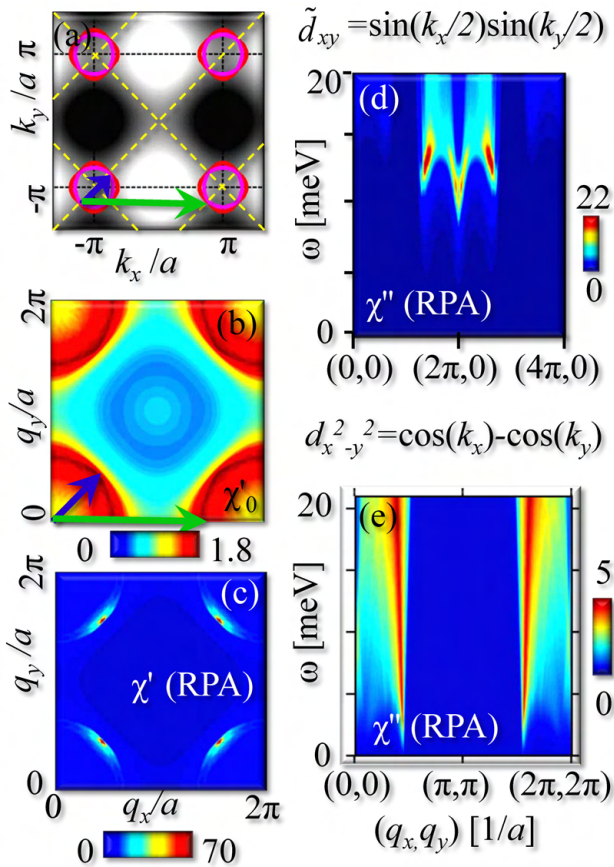 (a)
k_y/a
π
-π
-π
π
k_x/a
(b)
2π
q_y/a
0
χ'_0
0
1.8
(c)
2π
q_y/a
0
χ' (RPA)
0
q_x/a
2π
0
70
d̃_xy =sin(k_x/2)sin(k_y/2)
(d)
20
ω [meV]
0
χ" (RPA)
22
0
(0,0)
(2π,0)
(4π,0)
d_x²-y²=cos(k_x)-cos(k_y)
(e)
20
ω [meV]
0
χ" (RPA)
5
0
(0,0)
(π,π)
(2π,2π)
(q_x,q_y) [1/a]